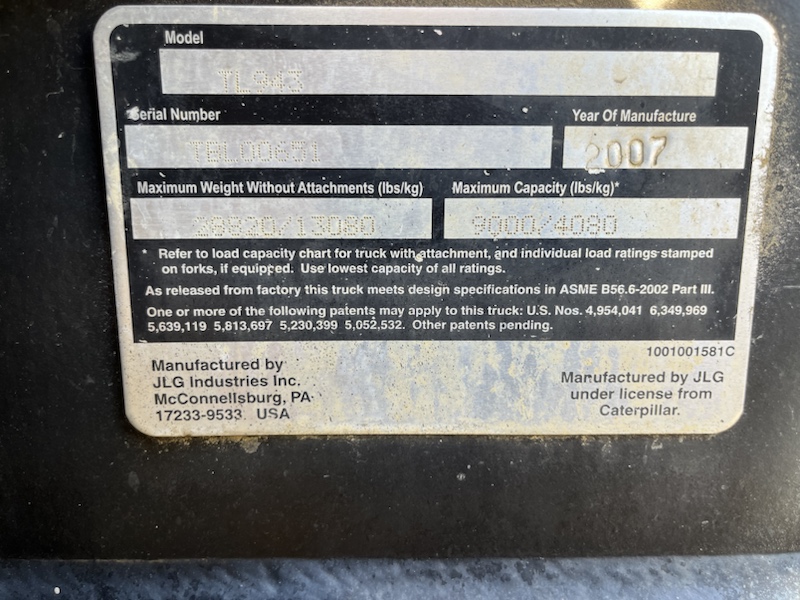 Model
TL943
Serial Number
Year Of Manufacture
TBL00651
2007
Maximum Weight Without Attachments (lbs/kg)
Maximum Capacity (lbs/kg)*
28820/13080
9000/4080
* Refer to load capacity chart for truck with attachment, and individual load ratings stamped
on forks, if equipped. Use lowest capacity of all ratings.
As released from factory this truck meets design specifications in ASME B56.6-2002 Part III.
One or more of the following patents may apply to this truck: U.S. Nos. 4,954,041 6,349,969
5,639,119 5,813,697 5,230,399 5,052,532. Other patents pending.
1001001581C
Manufactured by
JLG Industries Inc.
McConnellsburg, PA
17233-9533 USA
Manufactured by JLG
under license from
Caterpillar.